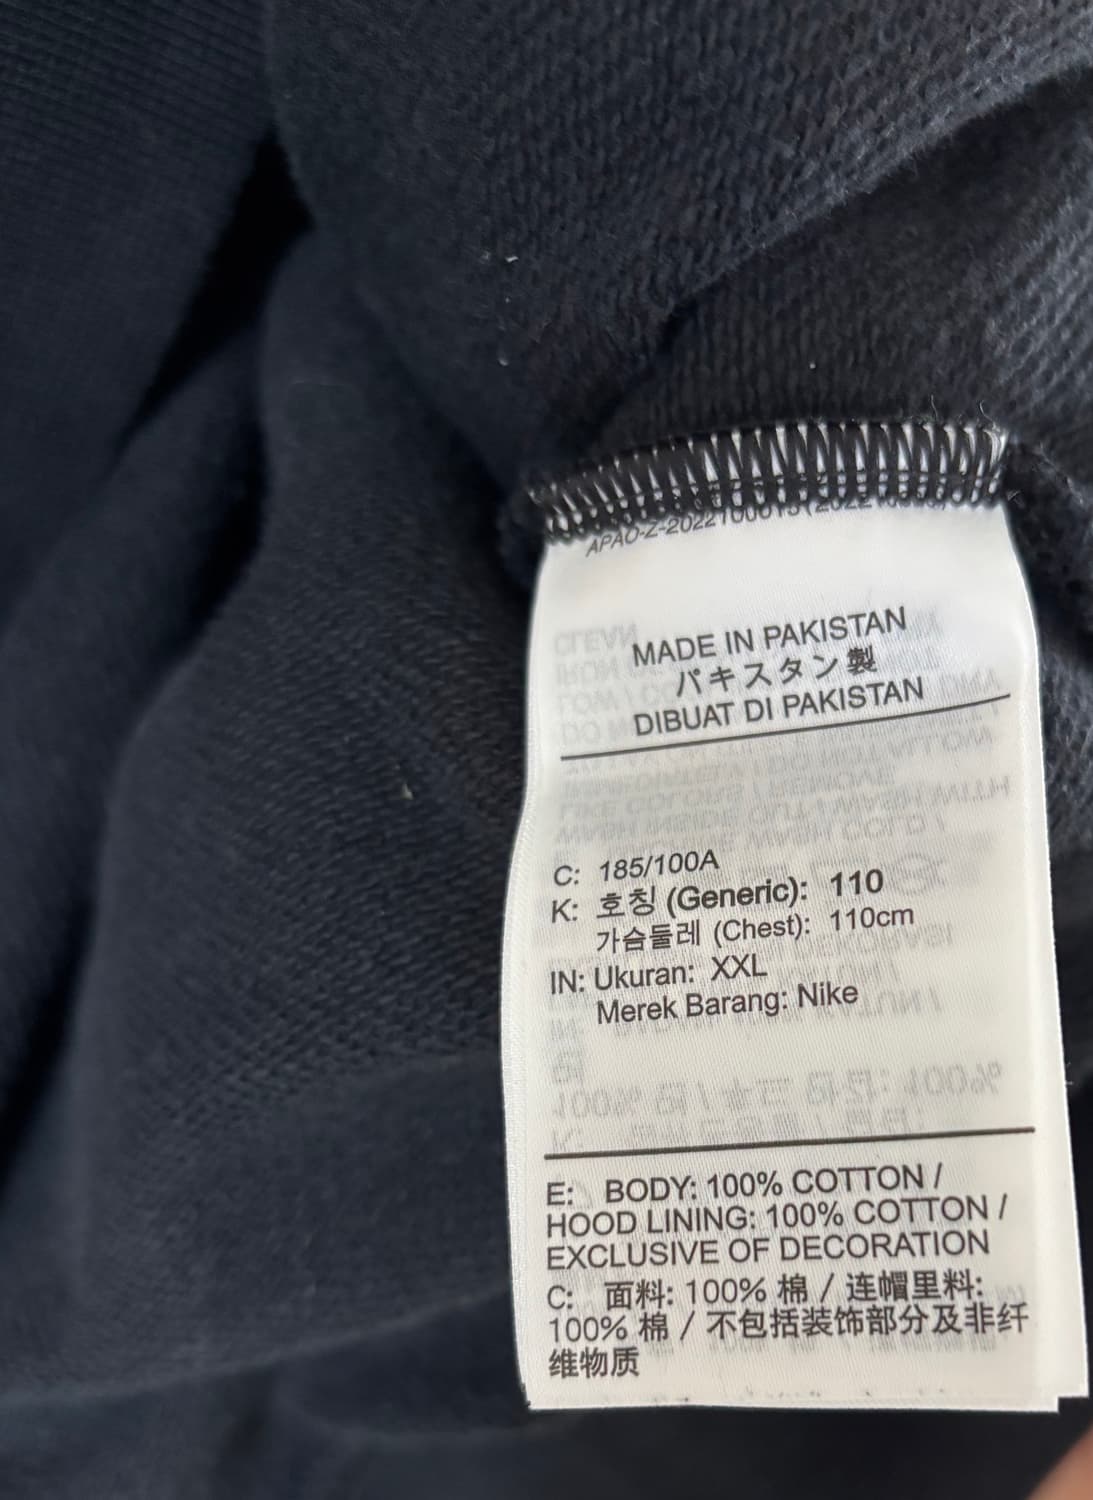 MADE IN PAKISTAN
パキスタン製
DIBUAT DI PAKISTAN
C: 185/100A
K: 호칭 (Generic): 110
가슴둘레 (Chest): 110cm
IN: Ukuran: XXL
Merek Barang: Nike
E: BODY: 100% COTTON /
HOOD LINING: 100% COTTON /
EXCLUSIVE OF DECORATION
C: 面料: 100% 棉 / 连帽里料:
100% 棉 / 不包括装饰部分及非纤
维物质